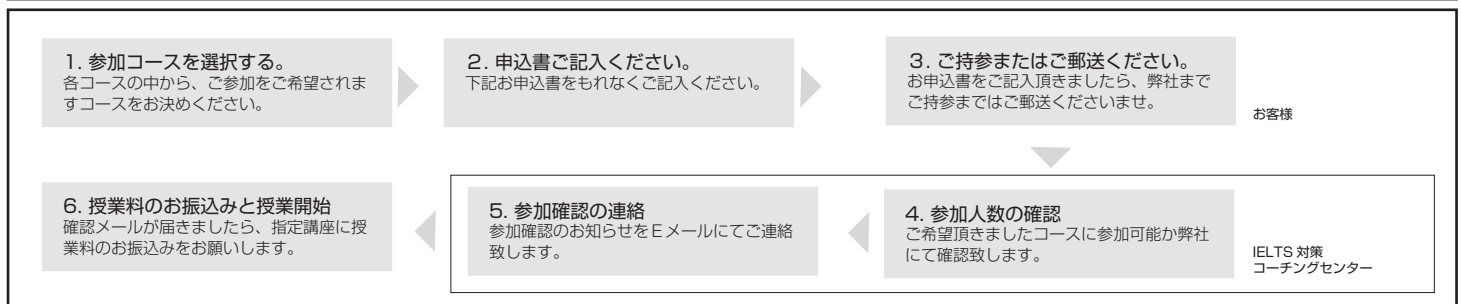 1. 参加コースを選択する。
各コースの中から、ご参加をご希望されま
すコースをお決めください。
2. 申込書ご記入ください。
下記お申込書をもれなくご記入ください。
3. ご持参またはご郵送ください。
お申込書をご記入頂きましたら、弊社まで
ご持参まではご郵送くださいませ。
お客様
4. 参加人数の確認
ご希望頂きましたコースに参加可能か弊社
にて確認致します。
IELTS 対策
コーチングセンター
5. 参加確認の連絡
参加確認のお知らせをEメールにてご連絡
致します。
6. 授業料のお振込みと授業開始
確認メールが届きましたら、指定講座に授
業料のお振込みをお願いします。